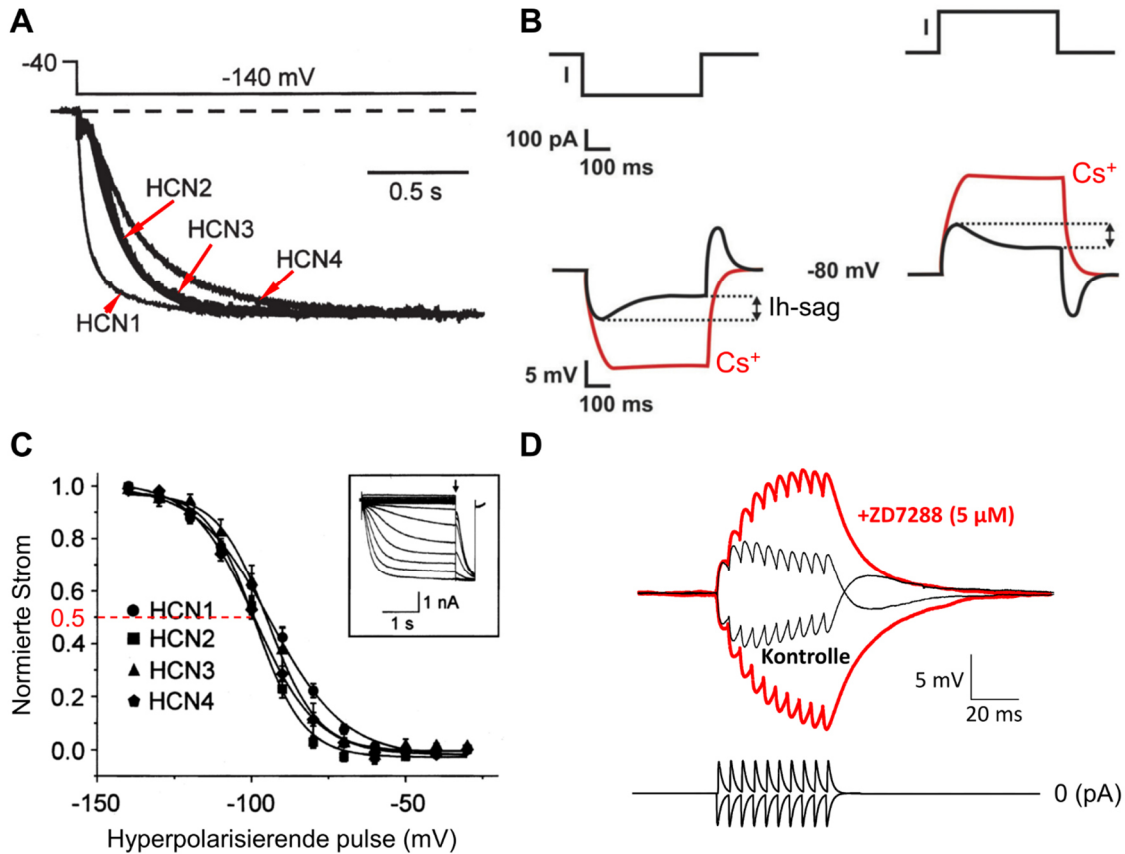 A
-40
-140 mV
0.5 s
HCN2
HCN3
HCN4
HCN1
B
I
I
100 pA
100 ms
Cs⁺
-80 mV
Ih-sag
Cs⁺
5 mV
100 ms
C
Normierte Strom
1.0
0.8
0.6
0.5
0.4
0.2
0.0
HCN1
HCN2
HCN3
HCN4
1 nA
1 s
-150
-100
-50
Hyperpolarisierende pulse (mV)
D
+ZD7288 (5 µM)
Kontrolle
5 mV
20 ms
0 (pA)